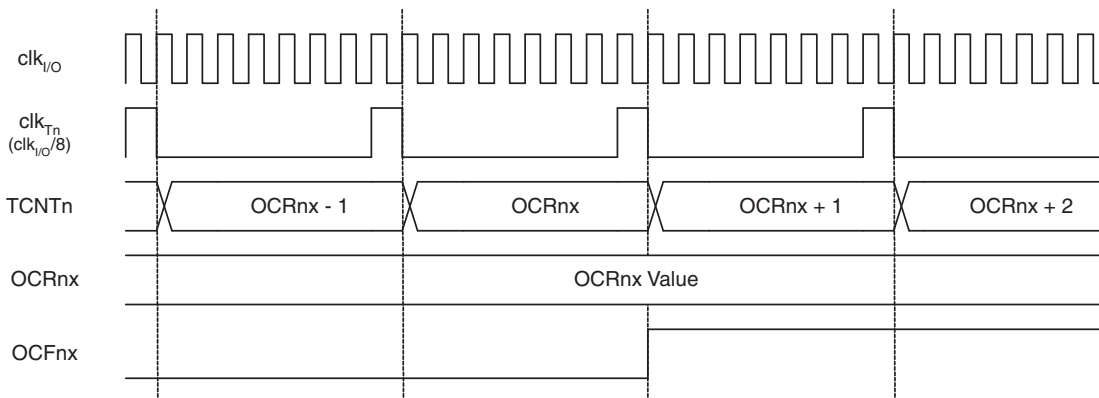 clkI/O
clkTn
(clkI/O/8)
TCNTn OCRnx - 1 OCRnx OCRnx + 1 OCRnx + 2
OCRnx OCRnx Value
OCFnx